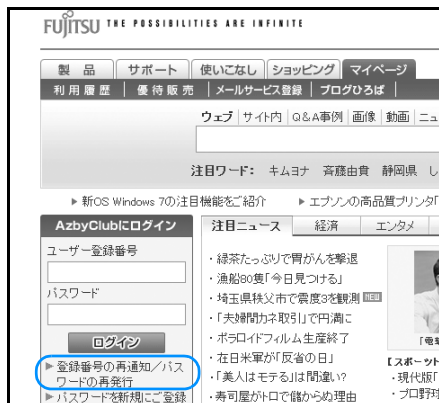 FUJITSU THE POSSIBILITIES ARE INFINITE
製品 サポート 使いこなし ショッピング マイページ
利用履歴 優待販売 メールサービス登録 ブログひろば
ウェブ サイト内 Q&A事例 画像 動画 ニュ
注目ワード： キムヨナ 斉藤由貴 静岡県 し
▶新OS Windows 7の注目機能をご紹介 ▶エプソンの高品質プリンタ「
AzbyClubにログイン
ユーザー登録番号
パスワード
ログイン
▶登録番号の再通知／パス
ワードの再発行
▶パスワードを新規にご登録
注目ニュース 経済 エンタメ
・緑茶たっぷりで胃がんを撃退
・漁船80隻「今日見つける」
・埼玉県秩父市で震度3を観測 NEW
・「夫婦間カネ取引」で円満に
・ポラロイドフィルム生産終了
・在日米軍が「反省の日」
・「美人はモテる」は間違い?
・寿司屋がトロで儲からぬ理由
「電撃
【スポーツト
・現代版「
・プロ野球